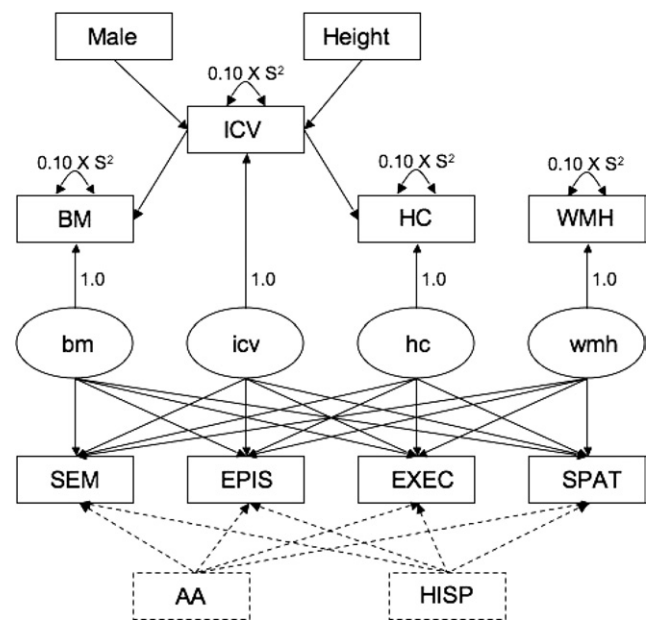 Male Height
0.10 X S²
ICV
0.10 X S² 0.10 X S² 0.10 X S²
BM HC WMH
1.0 1.0 1.0 1.0
bm icv hc wmh
SEM EPIS EXEC SPAT
AA HISP